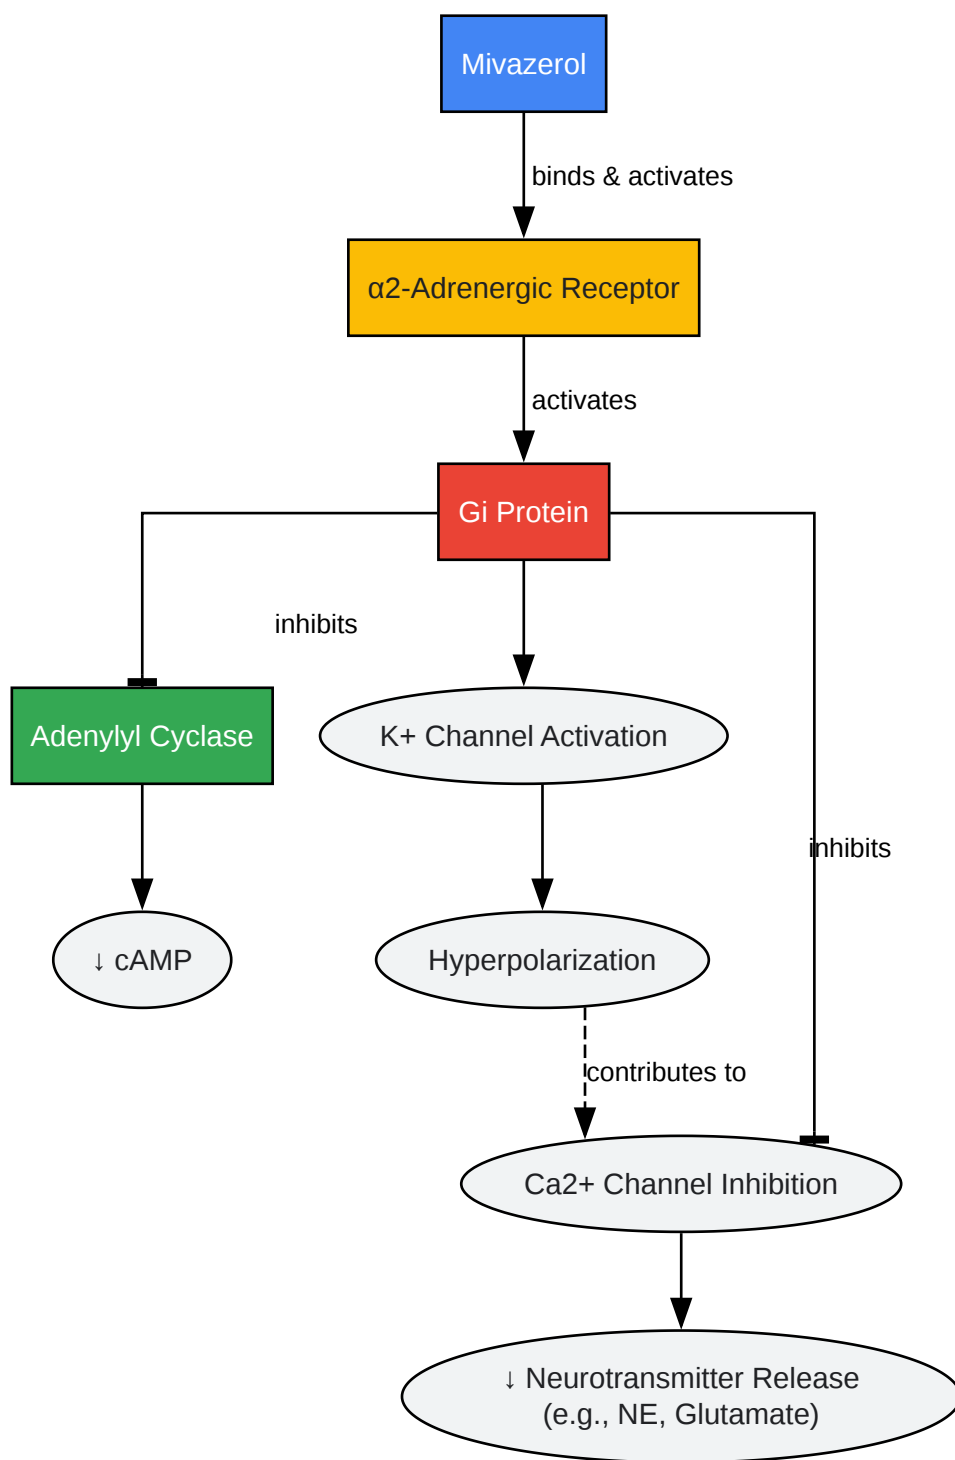 Mivazerol
binds & activates
α2-Adrenergic Receptor
activates
Gi Protein
inhibits
Adenylyl Cyclase
K+ Channel Activation
inhibits
↓ cAMP
Hyperpolarization
contributes to
Ca2+ Channel Inhibition
↓ Neurotransmitter Release
(e.g., NE, Glutamate)